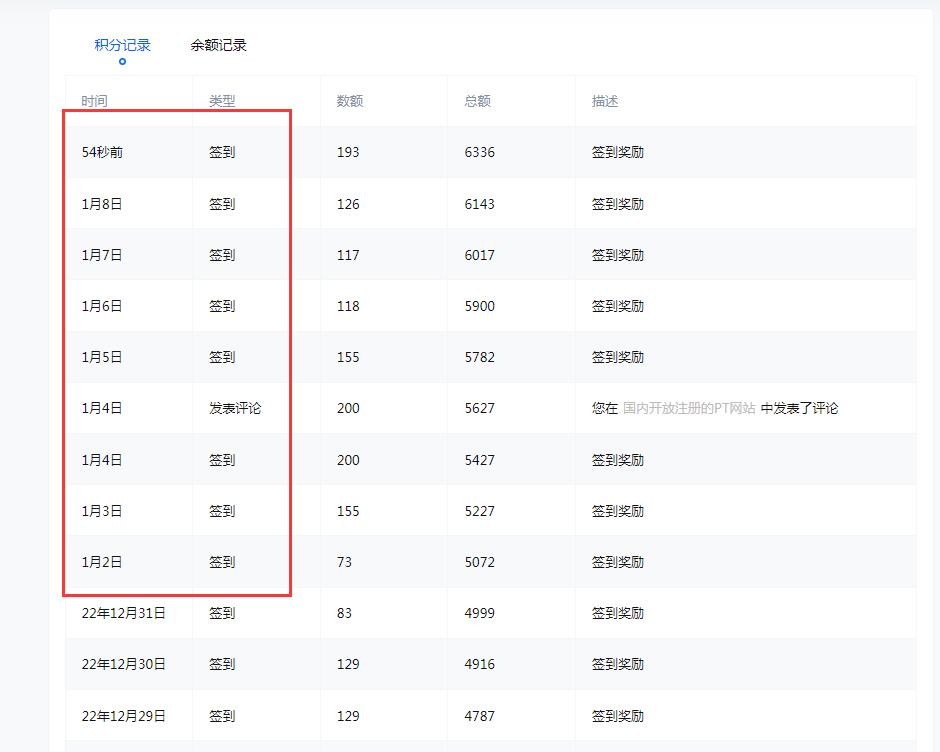 积分记录 余额记录
时间 类型 数额 总额 描述
54秒前 签到 193 6336 签到奖励
1月8日 签到 126 6143 签到奖励
1月7日 签到 117 6017 签到奖励
1月6日 签到 118 5900 签到奖励
1月5日 签到 155 5782 签到奖励
1月4日 发表评论 200 5627 您在 国内开放注册的PT网站 中发表了评论
1月4日 签到 200 5427 签到奖励
1月3日 签到 155 5227 签到奖励
1月2日 签到 73 5072 签到奖励
22年12月31日 签到 83 4999 签到奖励
22年12月30日 签到 129 4916 签到奖励
22年12月29日 签到 129 4787 签到奖励